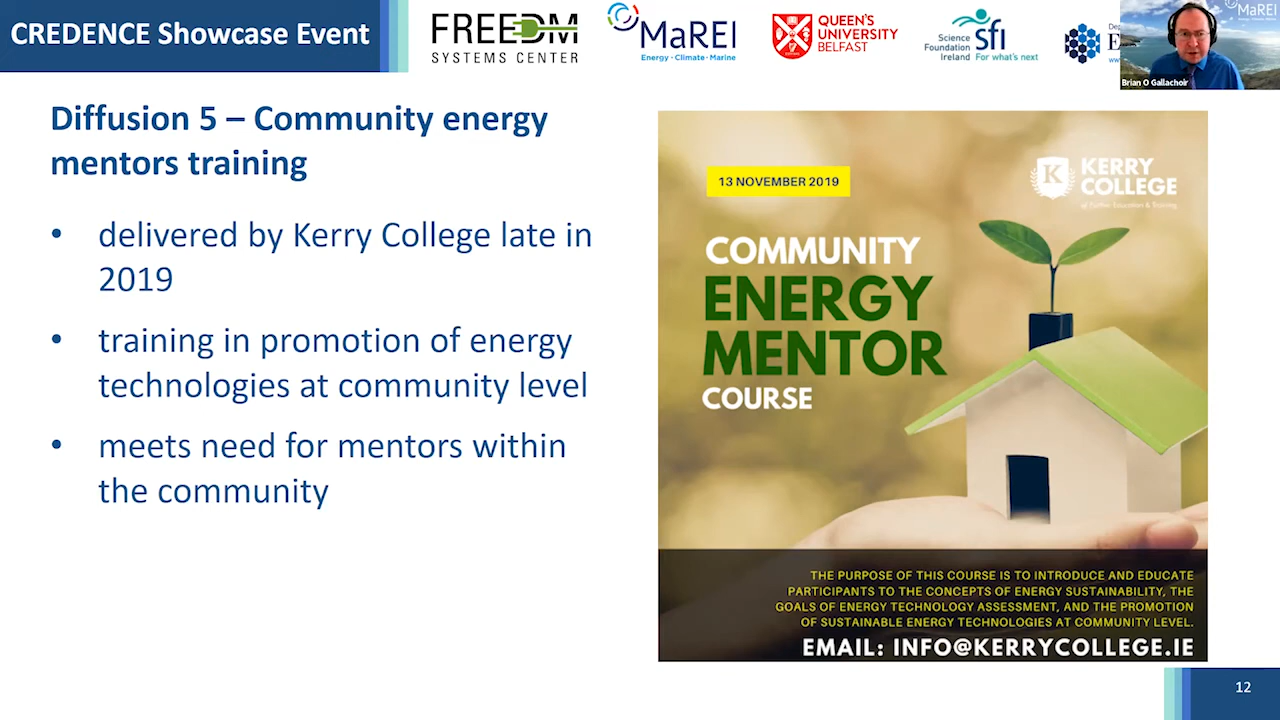 CREDENCE Showcase Event
FREEDM
SYSTEMS CENTER
MaREI
Energy · Climate · Marine
QUEEN'S
UNIVERSITY
BELFAST
Science
Foundation
Ireland
sfi
For what's next
MaREI
Brian O Gallachoir
Diffusion 5 – Community energy
mentors training
• delivered by Kerry College late in
2019
• training in promotion of energy
technologies at community level
• meets need for mentors within
the community
13 NOVEMBER 2019
K
KERRY
COLLEGE
of Further Education & Training
COMMUNITY
ENERGY
MENTOR
COURSE
THE PURPOSE OF THIS COURSE IS TO INTRODUCE AND EDUCATE
PARTICIPANTS TO THE CONCEPTS OF ENERGY SUSTAINABILITY, THE
GOALS OF ENERGY TECHNOLOGY ASSESSMENT, AND THE PROMOTION
OF SUSTAINABLE ENERGY TECHNOLOGIES AT COMMUNITY LEVEL.
EMAIL: INFO@KERRYCOLLEGE.IE
12